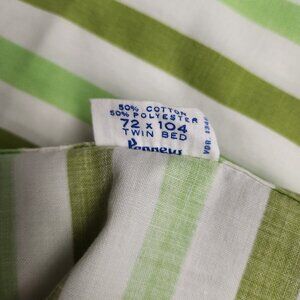 50% COTTON
50% POLYESTER
72 x 104
TWIN BED
Penneys